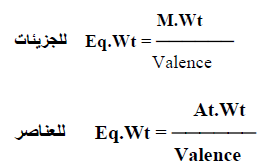 M.Wt
للجزيئات Eq.Wt =
Valence
At.Wt
للعناصر Eq.Wt =
Valence